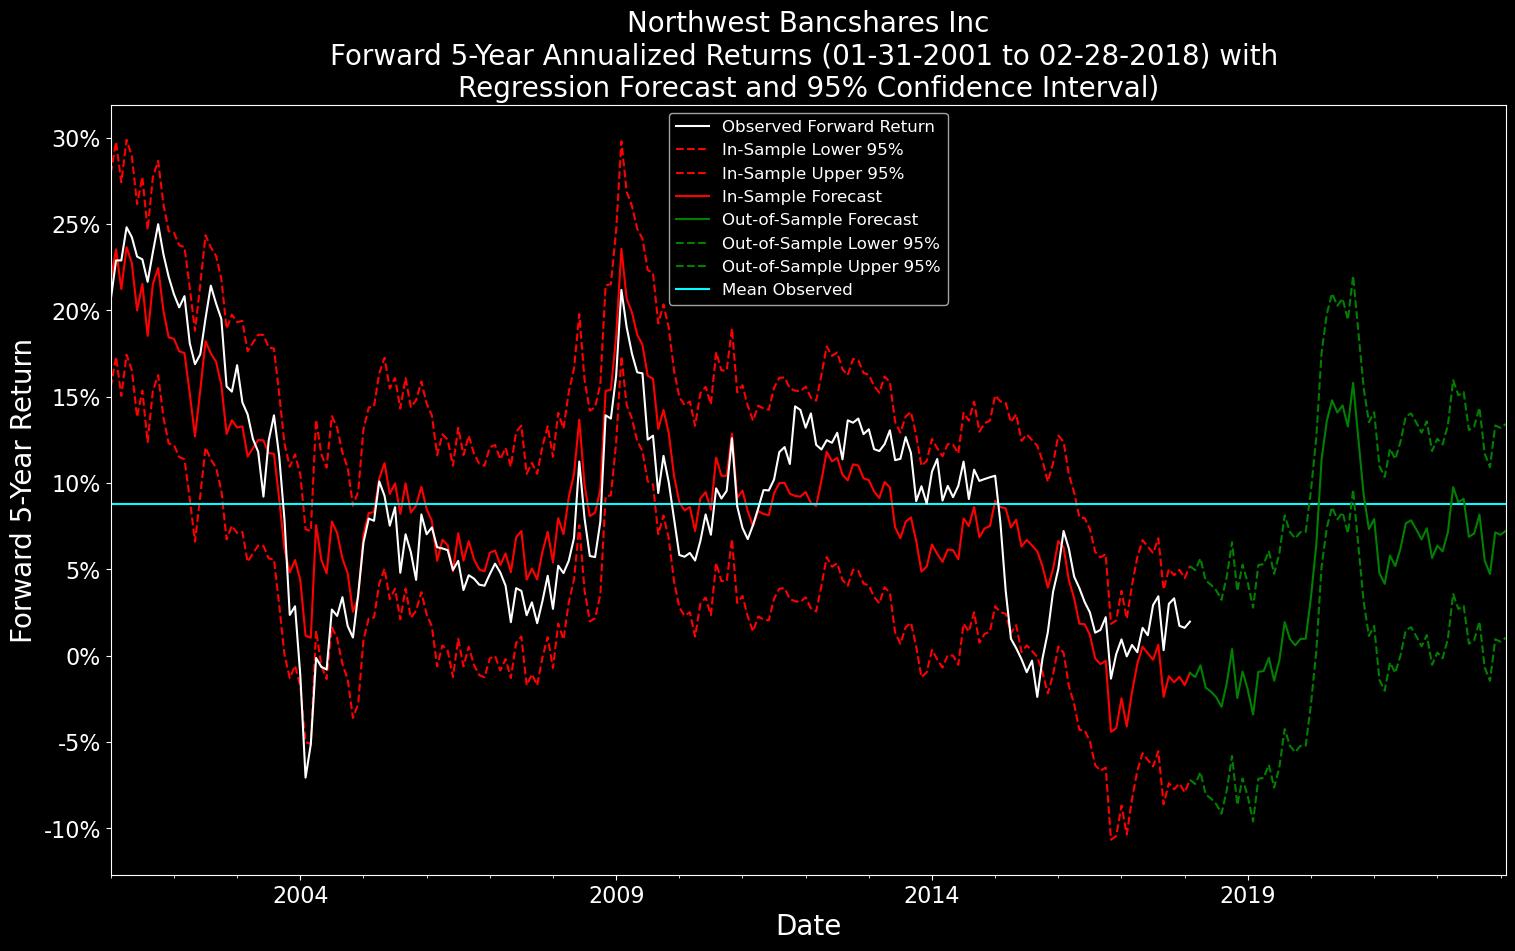 Northwest Bancshares Inc
Forward 5-Year Annualized Returns (01-31-2001 to 02-28-2018) with
Regression Forecast and 95% Confidence Interval)
Observed Forward Return
In-Sample Lower 95%
In-Sample Upper 95%
In-Sample Forecast
Out-of-Sample Forecast
Out-of-Sample Lower 95%
Out-of-Sample Upper 95%
Mean Observed
Forward 5-Year Return
30%
25%
20%
15%
10%
5%
0%
-5%
-10%
2004
2009
2014
2019
Date